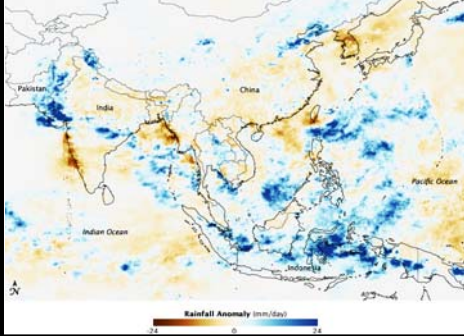 Pakistan
China
India
Pacific Ocean
Indian Ocean
Indonesia
N
Rainfall Anomaly (mm/day)
-24 0 24